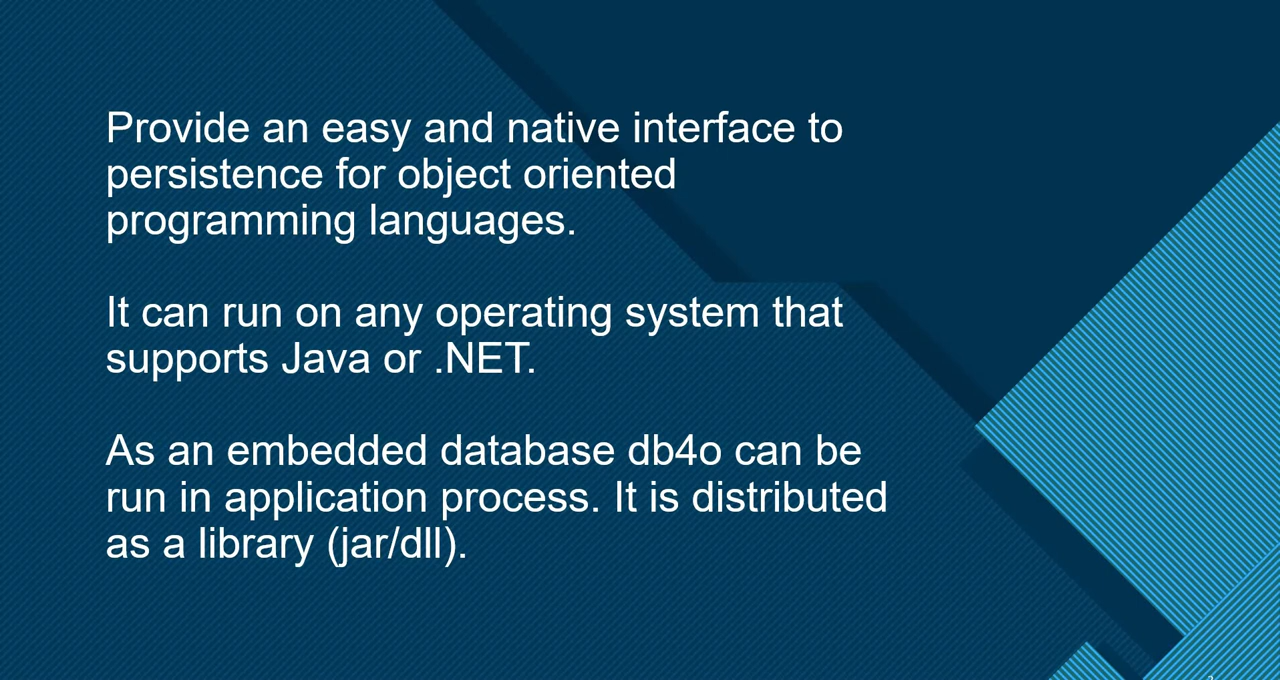 Provide an easy and native interface to
persistence for object oriented
programming languages.
It can run on any operating system that
supports Java or .NET.
As an embedded database db4o can be
run in application process. It is distributed
as a library (jar/dll).